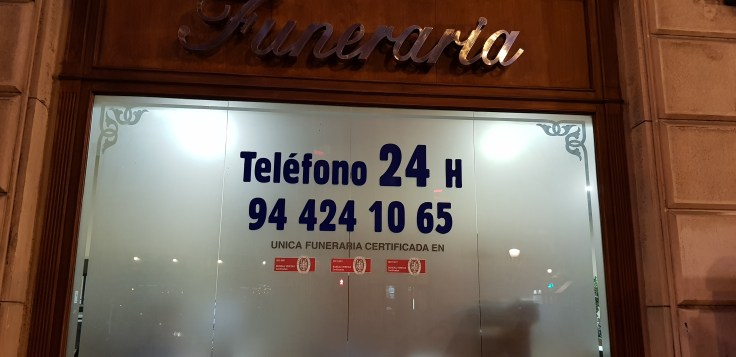 Funeraria
Teléfono 24 H
94 424 10 65
UNICA FUNERARIA CERTIFICADA EN